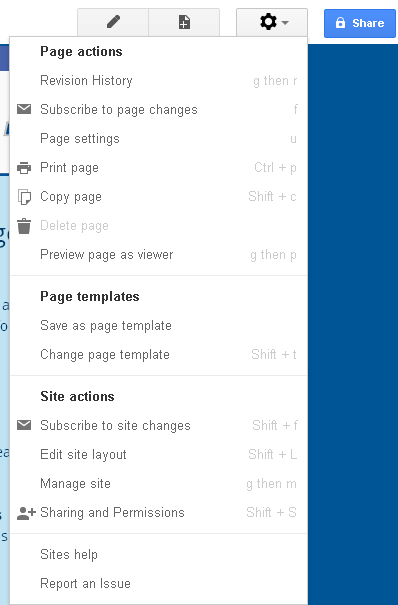 Share
Page actions
Revision History g then r
Subscribe to page changes f
Page settings u
Print page Ctrl + p
Copy page Shift + c
Delete page
Preview page as viewer g then p
Page templates
Save as page template
Change page template Shift + t
Site actions
Subscribe to site changes Shift + f
Edit site layout Shift + L
Manage site g then m
Sharing and Permissions Shift + S
Sites help
Report an Issue